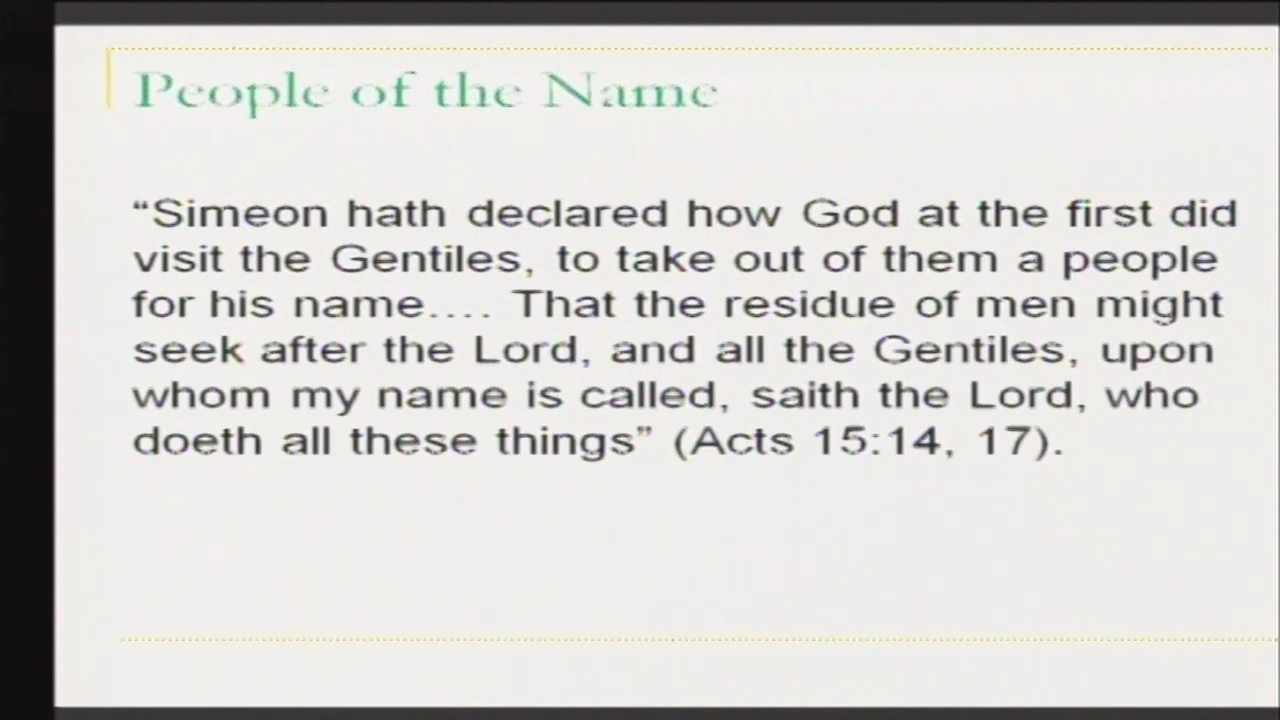 People of the Name
“Simeon hath declared how God at the first did
visit the Gentiles, to take out of them a people
for his name.... That the residue of men might
seek after the Lord, and all the Gentiles, upon
whom my name is called, saith the Lord, who
doeth all these things” (Acts 15:14, 17).